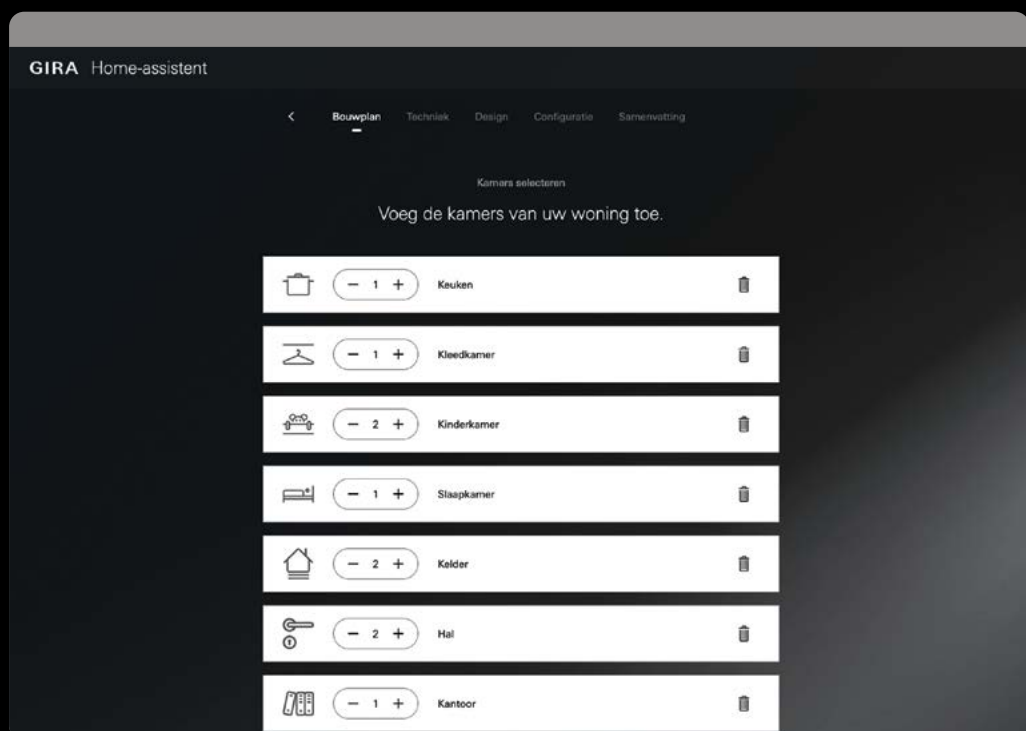 GIRA Home-assistent
Bouwplan Techniek Design Configuratie Samenvatting
Kamers selecteren
Voeg de kamers van uw woning toe.
− 1 + Keuken
− 1 + Kleedkamer
− 2 + Kinderkamer
− 1 + Slaapkamer
− 2 + Kelder
− 2 + Hal
− 1 + Kantoor